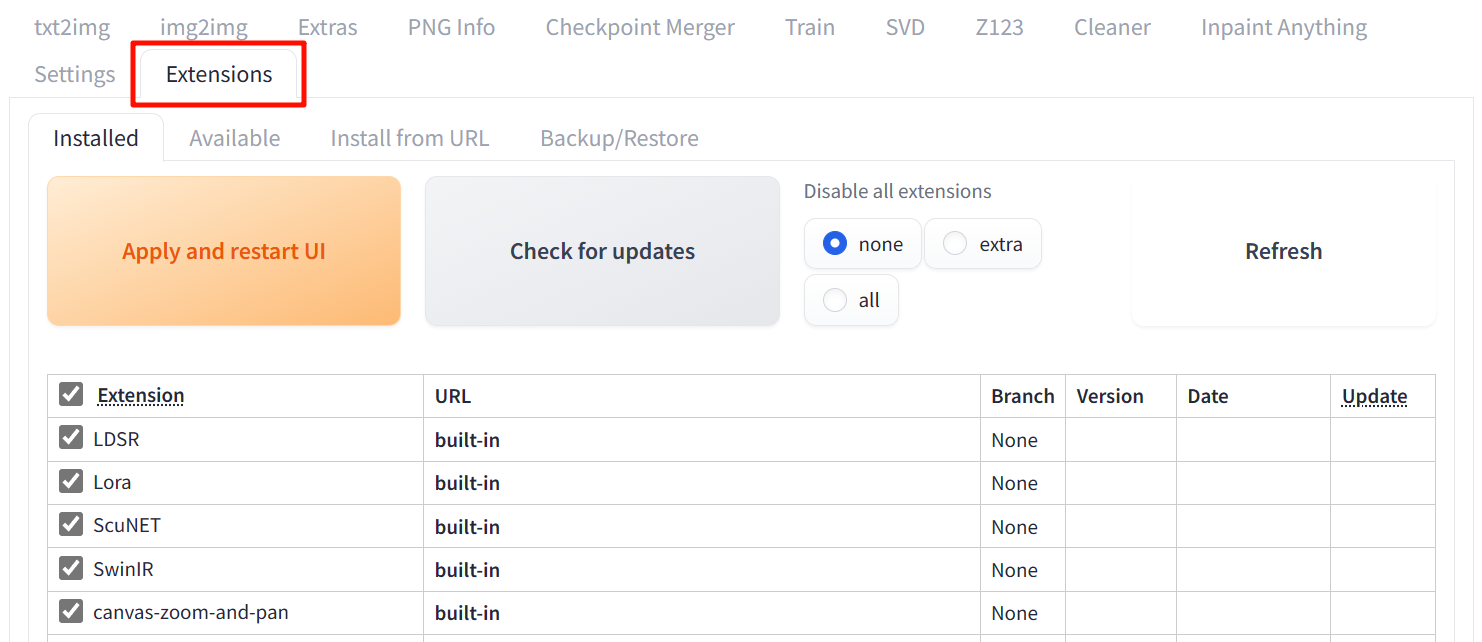 txt2img img2img Extras PNG Info Checkpoint Merger Train SVD Z123 Cleaner Inpaint Anything
Settings Extensions
Installed Available Install from URL Backup/Restore
Disable all extensions
Apply and restart UI Check for updates none extra Refresh
all
Extension URL Branch Version Date Update
LDSR built-in None
Lora built-in None
ScuNET built-in None
SwinIR built-in None
canvas-zoom-and-pan built-in None